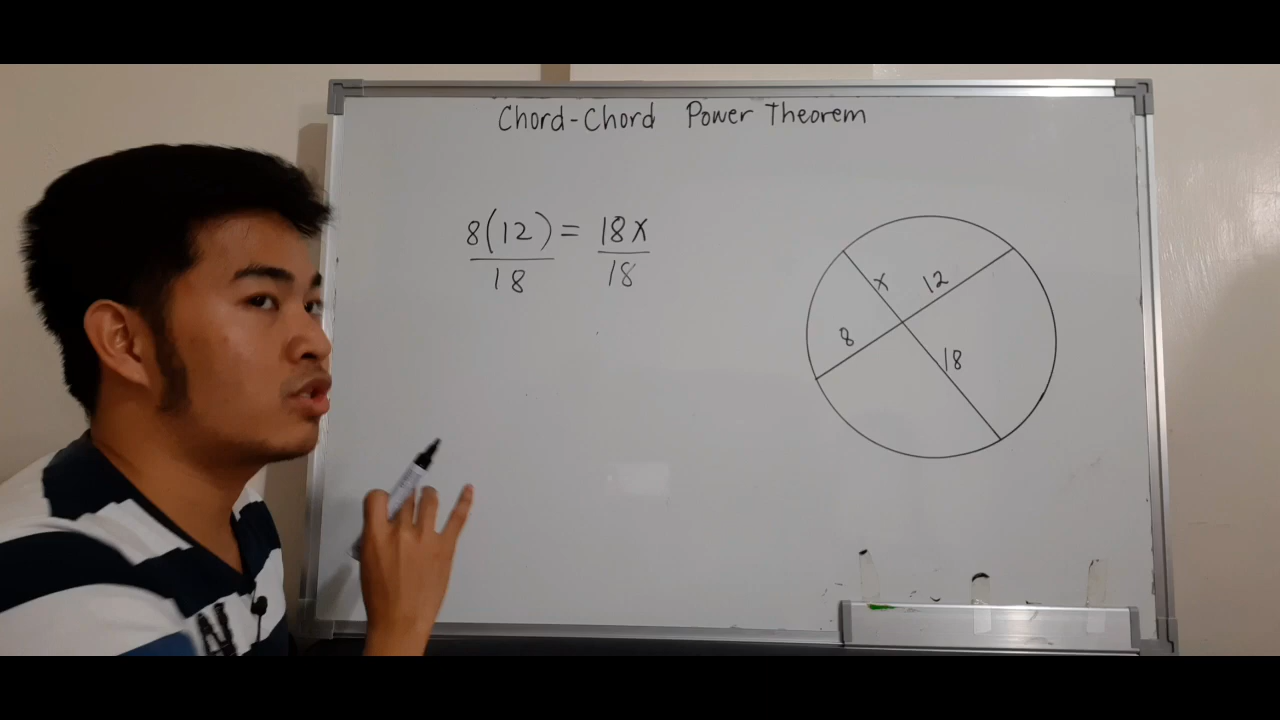 Chord-Chord Power Theorem
8(12) = 18x
18 18
x 12
8
18